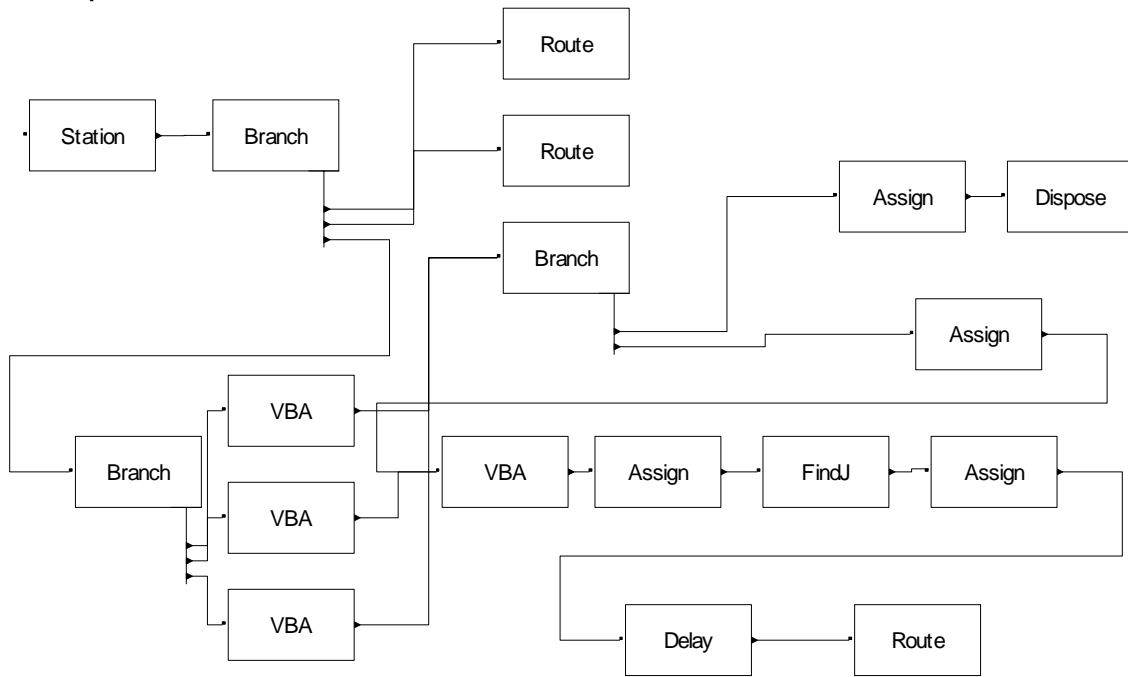 Route
Station
Branch
Route
Assign
Dispose
Branch
Assign
VBA
Branch
VBA
Assign
FindJ
Assign
VBA
VBA
Delay
Route